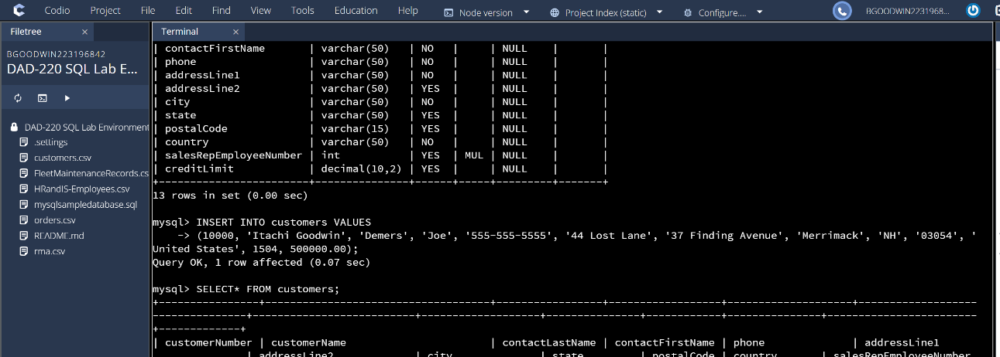 Codio Project File Edit Find View Tools Education Help Node version Project Index (static) Configure.... BGOODWIN2231968...
Filetree × Terminal ×
BGOODWIN223196842
DAD-220 SQL Lab E...
DAD-220 SQL Lab Environment
.settings
customers.csv
FleetMaintenanceRecords.cs
HRandIS-Employees.csv
mysqlsampledatabase.sql
orders.csv
README.md
rma.csv
| contactFirstName | varchar(50) | NO | | NULL | |
| phone | varchar(50) | NO | | NULL | |
| addressLine1 | varchar(50) | NO | | NULL | |
| addressLine2 | varchar(50) | YES | | NULL | |
| city | varchar(50) | NO | | NULL | |
| state | varchar(50) | YES | | NULL | |
| postalCode | varchar(15) | YES | | NULL | |
| country | varchar(50) | NO | | NULL | |
| salesRepEmployeeNumber | int | YES | MUL | NULL | |
| creditLimit | decimal(10,2) | YES | | NULL | |
+------------------------+---------------+------+-----+---------+-------+
13 rows in set (0.00 sec)
mysql> INSERT INTO customers VALUES
-> (10000, 'Itachi Goodwin', 'Demers', 'Joe', '555-555-5555', '44 Lost Lane', '37 Finding Avenue', 'Merrimack', 'NH', '03054', '
United States', 1504, 500000.00);
Query OK, 1 row affected (0.07 sec)
mysql> SELECT* FROM customers;
| customerNumber | customerName | contactLastName | contactFirstName | phone | addressLine1
| addressLine2 | city | state | postalCode | country | salesRepEmployeeNumber